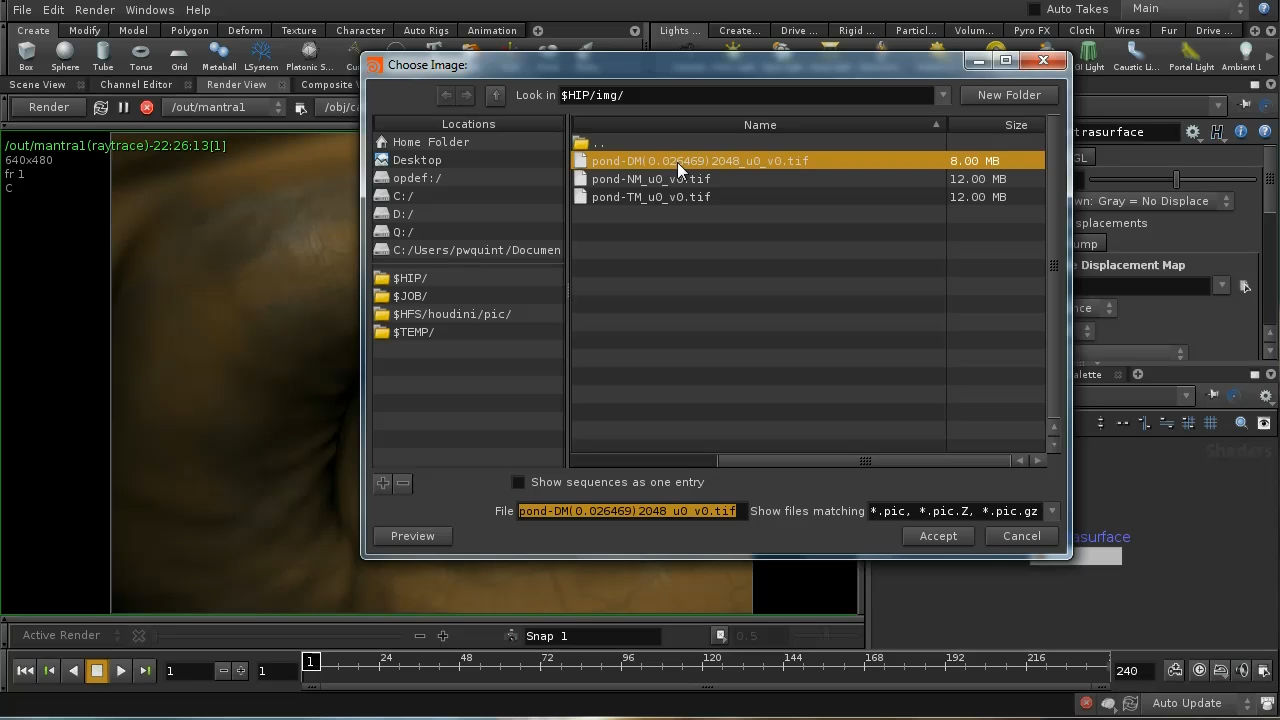 File Edit Render Windows Help Auto Takes Main
Create Modify Model Polygon Deform Texture Character Auto Rigs Animation Lights ... Create... Drive ... Rigid ... Particl... Volum... Pyro FX Cloth Wires Fur Drive ...
Box Sphere Tube Torus Grid Metaball LSystem Platonic S... GI Light Caustic Li... Portal Light Ambient L
Scene View Channel Editor Render View Composite V
Render /out/mantra1 /obj/c
/out/mantra1(raytrace)-22:26:13[1]
640x480
fr 1
C
Choose Image:
Look in $HIP/img/ New Folder
Locations
Home Folder
Desktop
opdef:/
C:/
D:/
Q:/
C:/Users/pwquint/Documen
$HIP/
$JOB/
$HFS/houdini/pic/
$TEMP/
Name Size
..
pond-DM(0.026469)2048_u0_v0.tif 8.00 MB
pond-NM_u0_v0.tif 12.00 MB
pond-TM_u0_v0.tif 12.00 MB
Show sequences as one entry
File pond-DM(0.026469)2048_u0_v0.tif Show files matching *.pic, *.pic.Z, *.pic.gz
Preview Accept Cancel
trasurface
GL
wn: Gray = No Displace
splacements
ump
e Displacement Map
nce
alette
Shaders
asurface
Active Render Snap 1 0.5
1 1 1 24 48 72 96 120 144 168 192 216 240
Auto Update